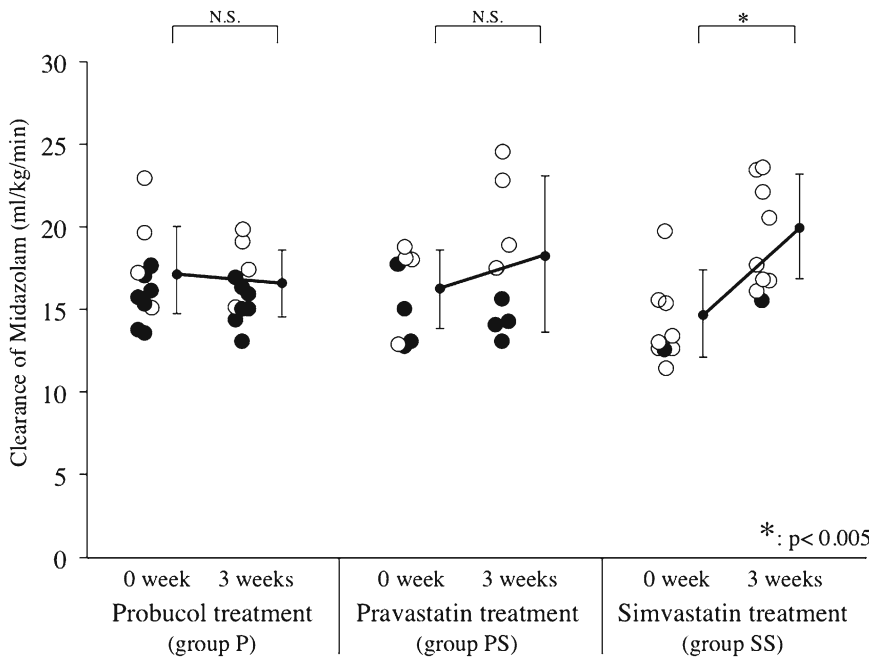 N.S.
N.S.
*
Clearance of Midazolam (ml/kg/min)
30
25
20
15
10
5
0
*: p< 0.005
0 week 3 weeks
0 week 3 weeks
0 week 3 weeks
Probucol treatment
(group P)
Pravastatin treatment
(group PS)
Simvastatin treatment
(group SS)